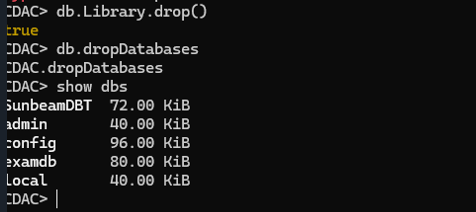 CDAC> db.Library.drop()
true
CDAC> db.dropDatabases
CDAC.dropDatabases
CDAC> show dbs
SunbeamDBT  72.00 KiB
admin       40.00 KiB
config      96.00 KiB
examdb      80.00 KiB
local       40.00 KiB
CDAC>